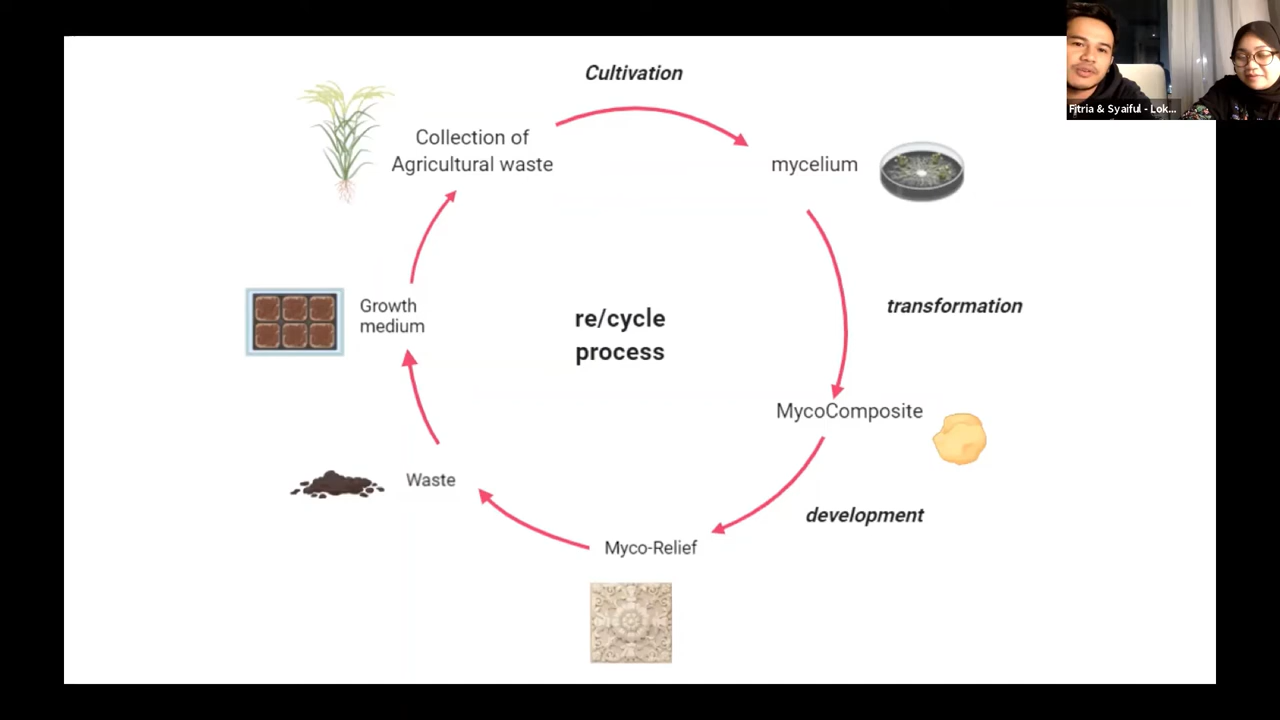 Cultivation
Collection of
Agricultural waste
mycelium
Growth
medium
re/cycle
process
transformation
MycoComposite
Waste
development
Myco-Relief
Fitria & Syaiful - Lok...